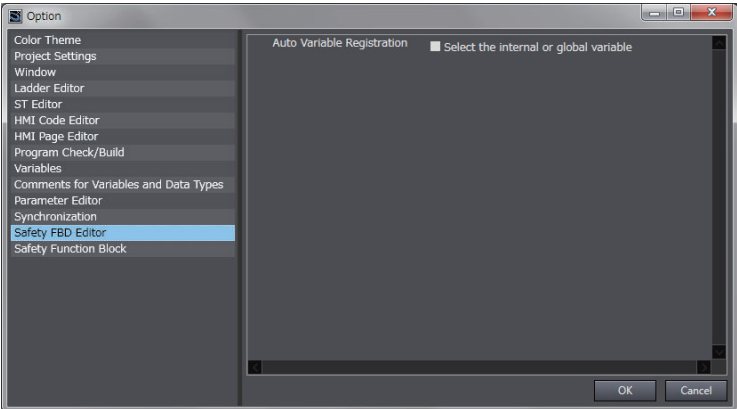 Option
Color Theme
Project Settings
Window
Ladder Editor
ST Editor
HMI Code Editor
HMI Page Editor
Program Check/Build
Variables
Comments for Variables and Data Types
Parameter Editor
Synchronization
Safety FBD Editor
Safety Function Block
Auto Variable Registration Select the internal or global variable
OK Cancel